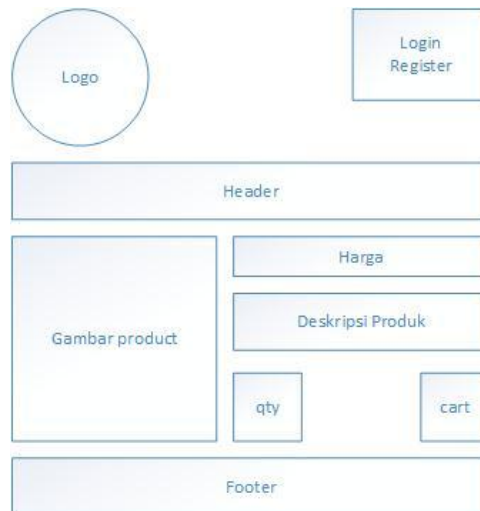 Logo
Login
Register
Header
Gambar product
Harga
Deskripsi Produk
qty
cart
Footer